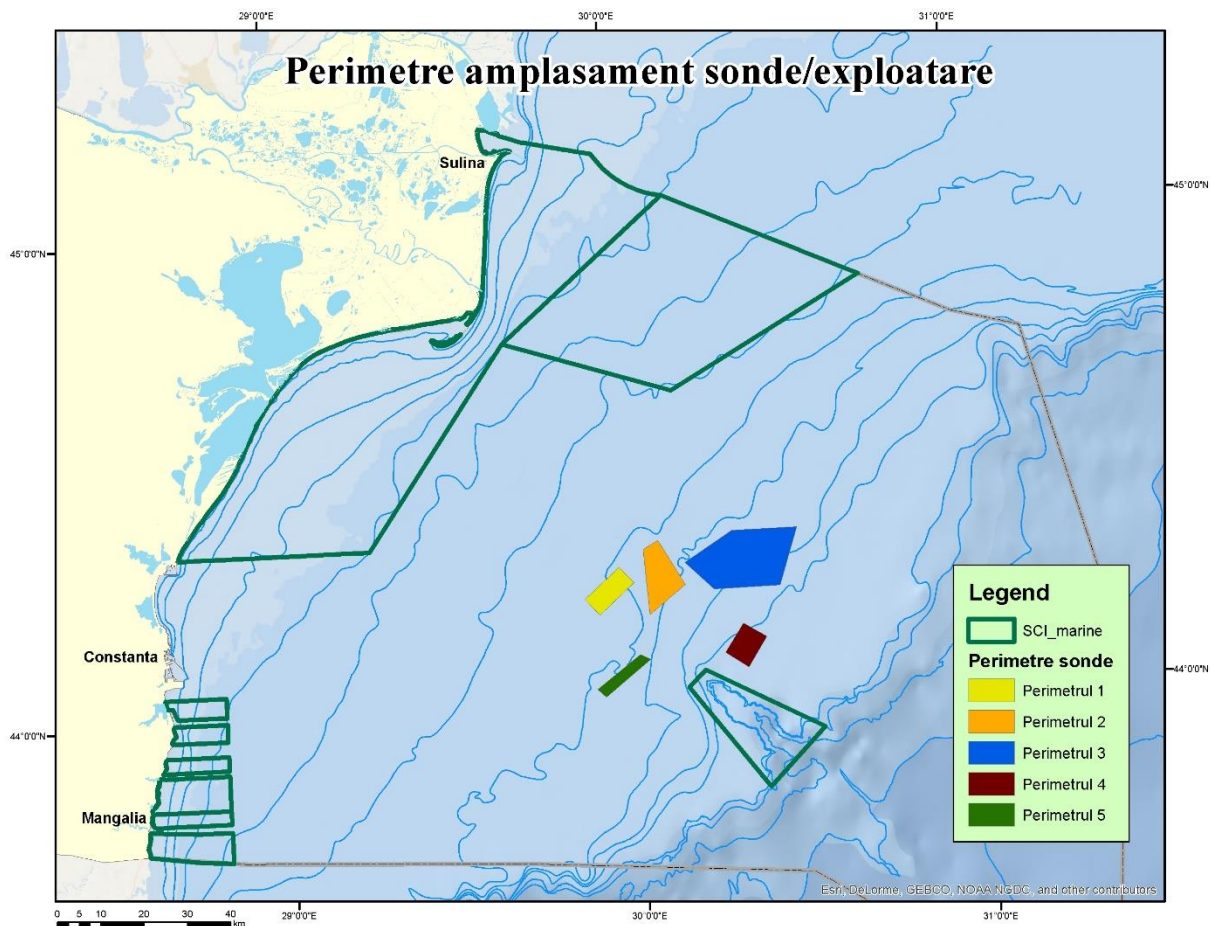 29°0'0"E 30°0'0"E 31°0'0"E
Perimetre amplasament sonde/exploatare
Sulina
45°0'0"N
45°0'0"N
Legend
SCI_marine
Perimetre sonde
Perimetrul 1
Perimetrul 2
Perimetrul 3
Perimetrul 4
Perimetrul 5
Constanta
44°0'0"N
44°0'0"N
Mangalia
Esri, DeLorme, GEBCO, NOAA NGDC, and other contributors
0 5 10 20 30 40
km
29°0'0"E 30°0'0"E 31°0'0"E